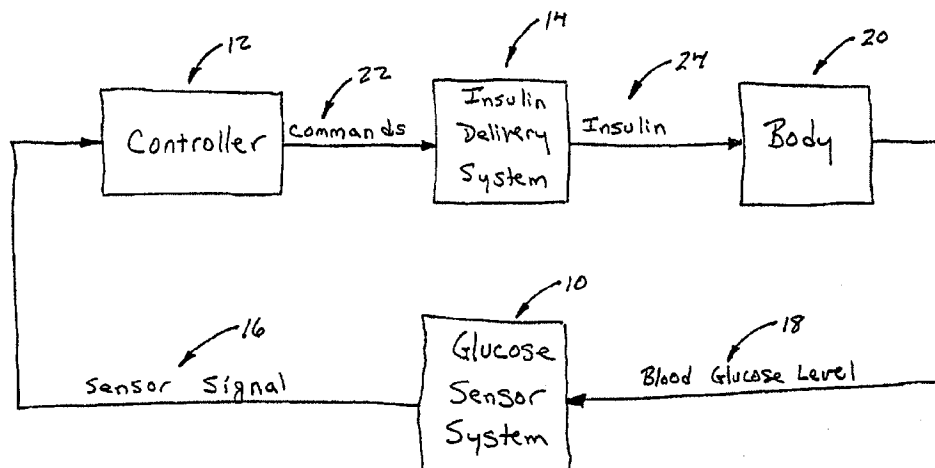 12
14
20
22
24
Controller
Commands
Insulin
Delivery
System
Insulin
Body
10
16
18
Sensor Signal
Glucose
Sensor
System
Blood Glucose Level